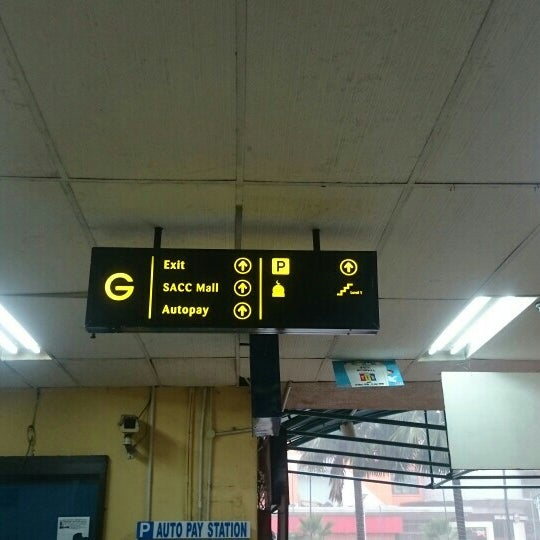 G
Exit
SACC Mall
Autopay
P
Level 1
P AUTO PAY STATION